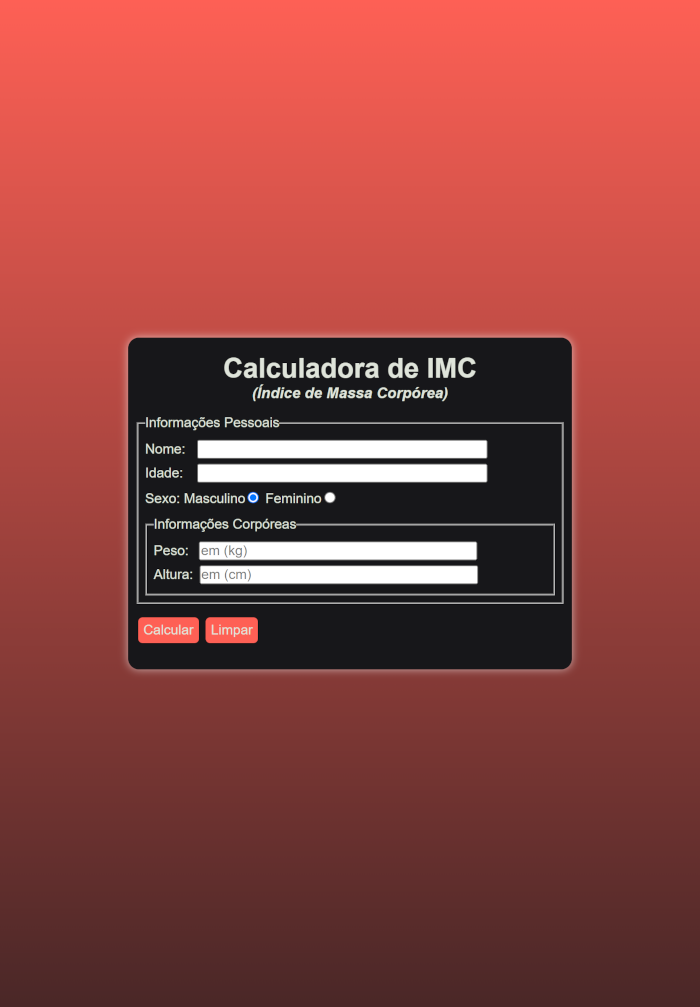 Calculadora de IMC
(Índice de Massa Corpórea)
Informações Pessoais
Nome:
Idade:
Sexo: Masculino Feminino
Informações Corpóreas
Peso: em (kg)
Altura: em (cm)
Calcular Limpar